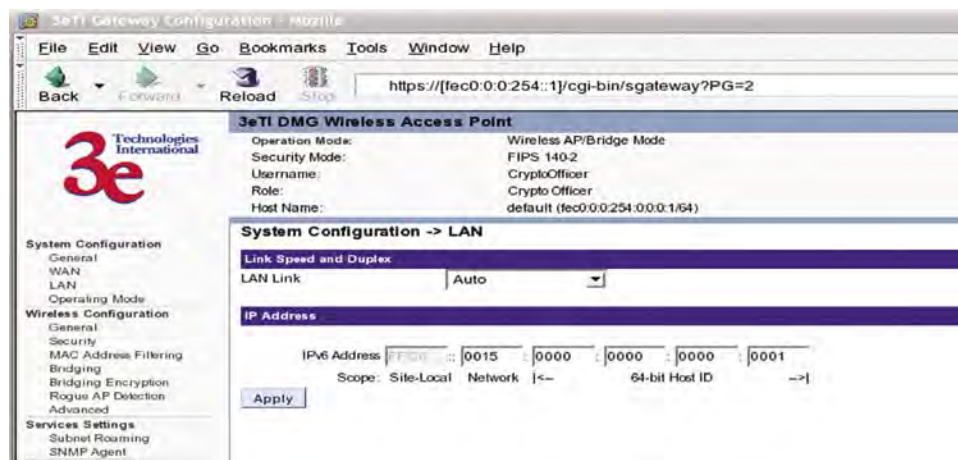 3eTI Gateway Configuration - Mozilla
File Edit View Go Bookmarks Tools Window Help
Back Forward Reload Stop https://[fec0:0:0:254::1]/cgi-bin/sgateway?PG=2
3e Technologies International
3eTI DMG Wireless Access Point
Operation Mode: Wireless AP/Bridge Mode
Security Mode: FIPS 140-2
Username: CryptoOfficer
Role: Crypto Officer
Host Name: default (fec0:0:0:254:0:0:0:1/64)
System Configuration
General
WAN
LAN
Operating Mode
Wireless Configuration
General
Security
MAC Address Filtering
Bridging
Bridging Encryption
Rogue AP Detection
Advanced
Services Settings
Subnet Roaming
SNMP Agent
System Configuration -> LAN
Link Speed and Duplex
LAN Link Auto
IP Address
IPv6 Address :: 0015 : 0000 : 0000 : 0000 : 0001
Scope: Site-Local Network |<-- 64-bit Host ID -->|
Apply